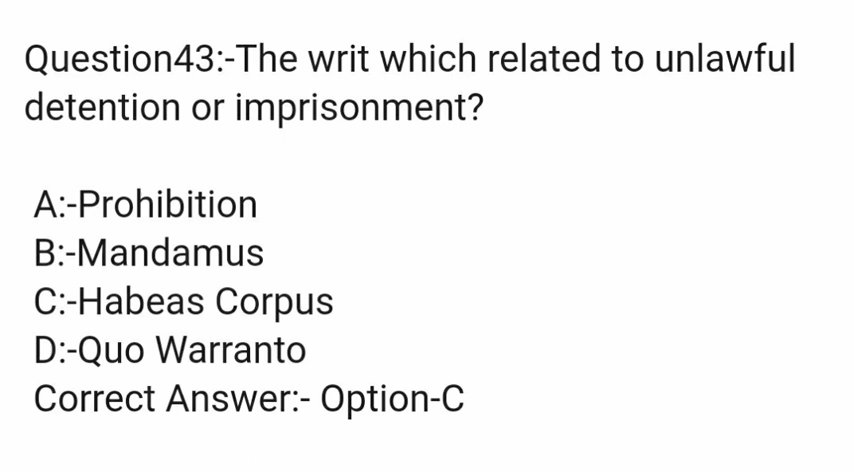 Question43:-The writ which related to unlawful
detention or imprisonment?
A:-Prohibition
B:-Mandamus
C:-Habeas Corpus
D:-Quo Warranto
Correct Answer:- Option-C